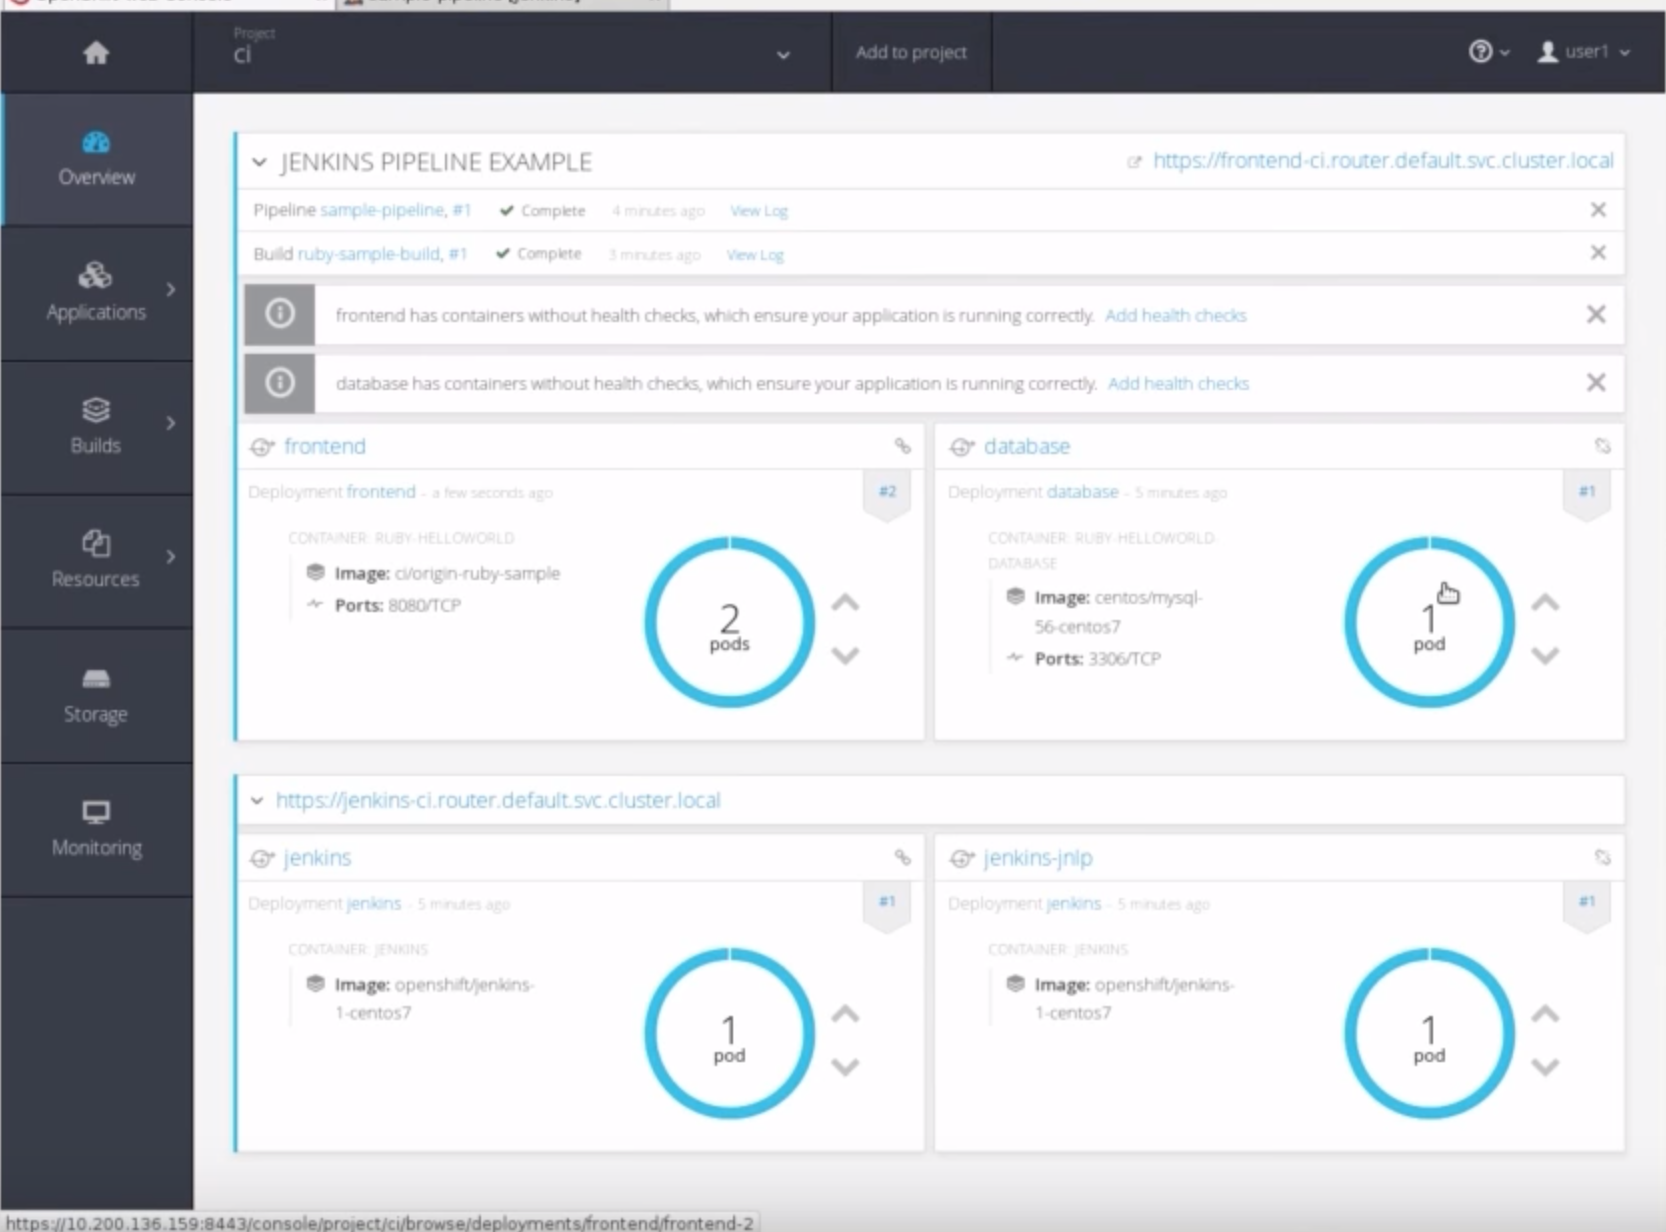 Project
ci
Add to project
user1
Overview
Applications
Builds
Resources
Storage
Monitoring
JENKINS PIPELINE EXAMPLE
https://frontend-ci.router.default.svc.cluster.local
Pipeline sample-pipeline, #1 Complete 4 minutes ago View Log
Build ruby-sample-build, #1 Complete 3 minutes ago View Log
frontend has containers without health checks, which ensure your application is running correctly. Add health checks
database has containers without health checks, which ensure your application is running correctly. Add health checks
frontend
Deployment frontend - a few seconds ago
#2
CONTAINER: RUBY-HELLOWORLD
Image: ci/origin-ruby-sample
Ports: 8080/TCP
2
pods
database
Deployment database - 5 minutes ago
#1
CONTAINER: RUBY-HELLOWORLD-
DATABASE
Image: centos/mysql-
56-centos7
Ports: 3306/TCP
1
pod
https://jenkins-ci.router.default.svc.cluster.local
jenkins
Deployment jenkins - 5 minutes ago
#1
CONTAINER: JENKINS
Image: openshift/jenkins-
1-centos7
1
pod
jenkins-jnlp
Deployment jenkins - 5 minutes ago
#1
CONTAINER: JENKINS
Image: openshift/jenkins-
1-centos7
1
pod
https://10.200.136.159:8443/console/project/ci/browse/deployments/frontend/frontend-2